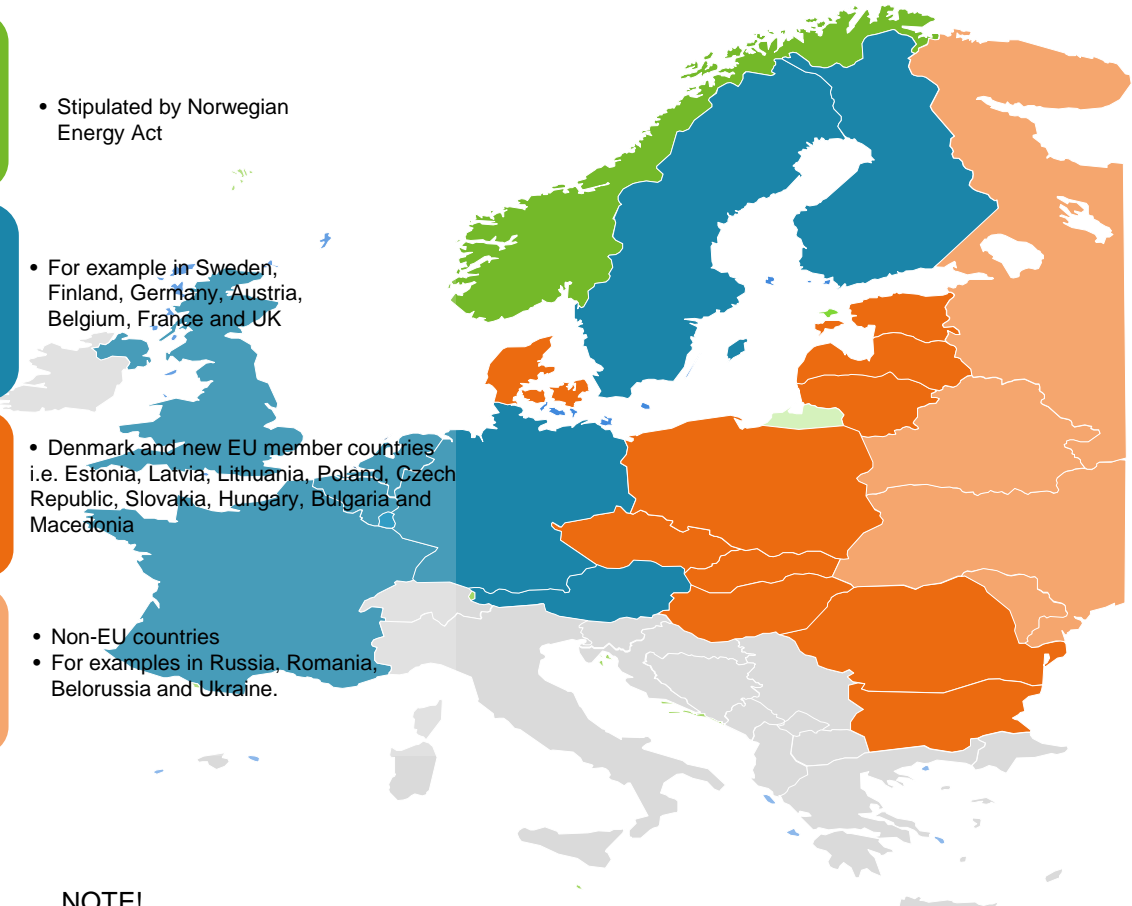 • Stipulated by Norwegian
Energy Act
• For example in Sweden,
Finland, Germany, Austria,
Belgium, France and UK
• Denmark and new EU member countries
i.e. Estonia, Latvia, Lithuania, Poland, Czech
Republic, Slovakia, Hungary, Bulgaria and
Macedonia
• Non-EU countries
• For examples in Russia, Romania,
Belorussia and Ukraine.
NOTE!